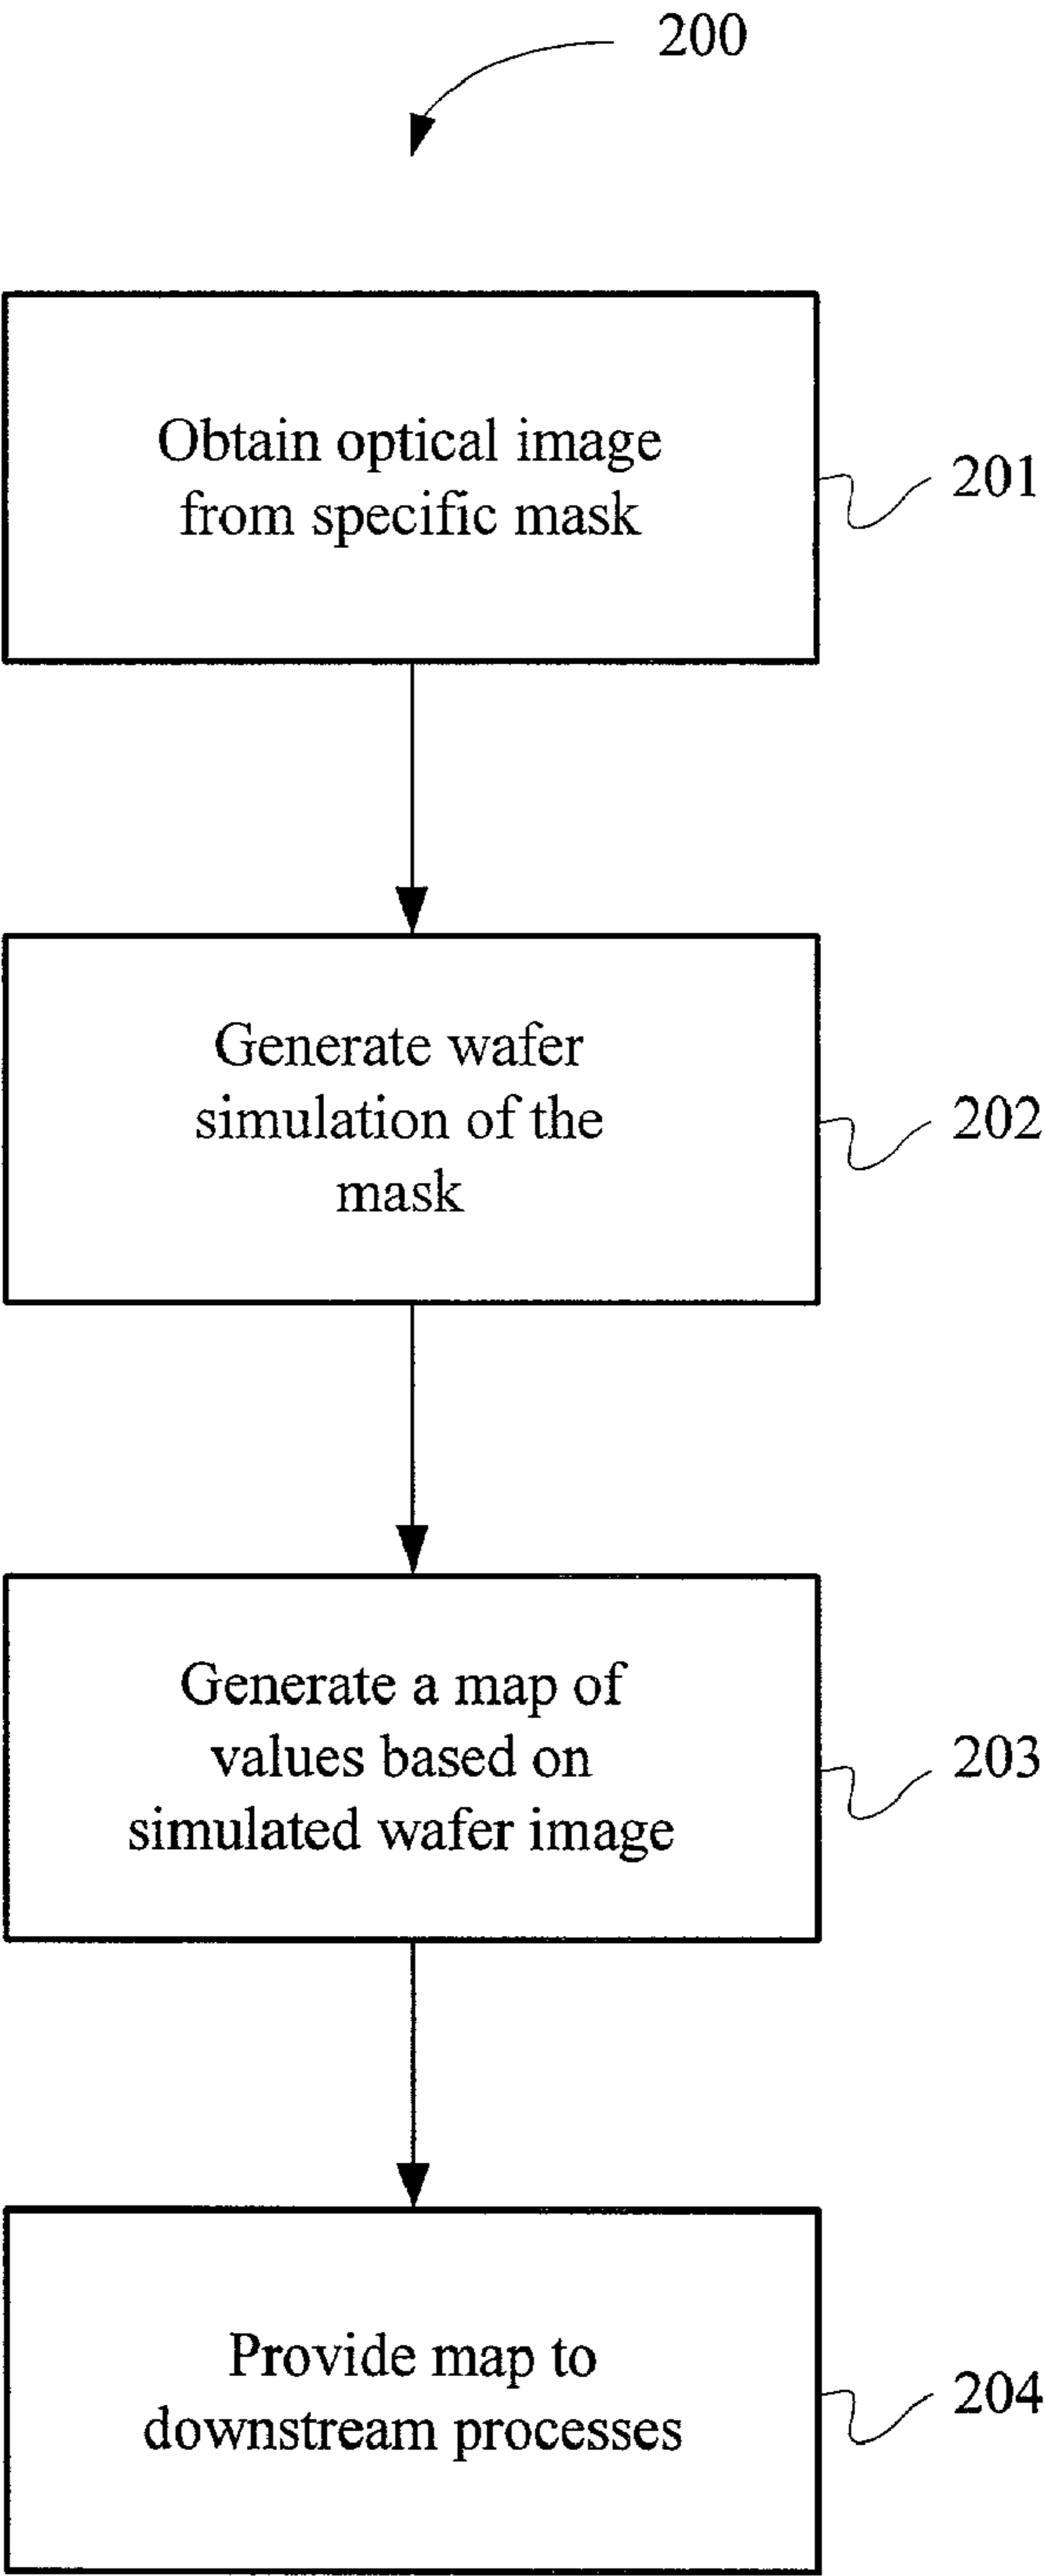 200
Obtain optical image
from specific mask
201
Generate wafer
simulation of the
mask
202
Generate a map of
values based on
simulated wafer image
203
Provide map to
downstream processes
204